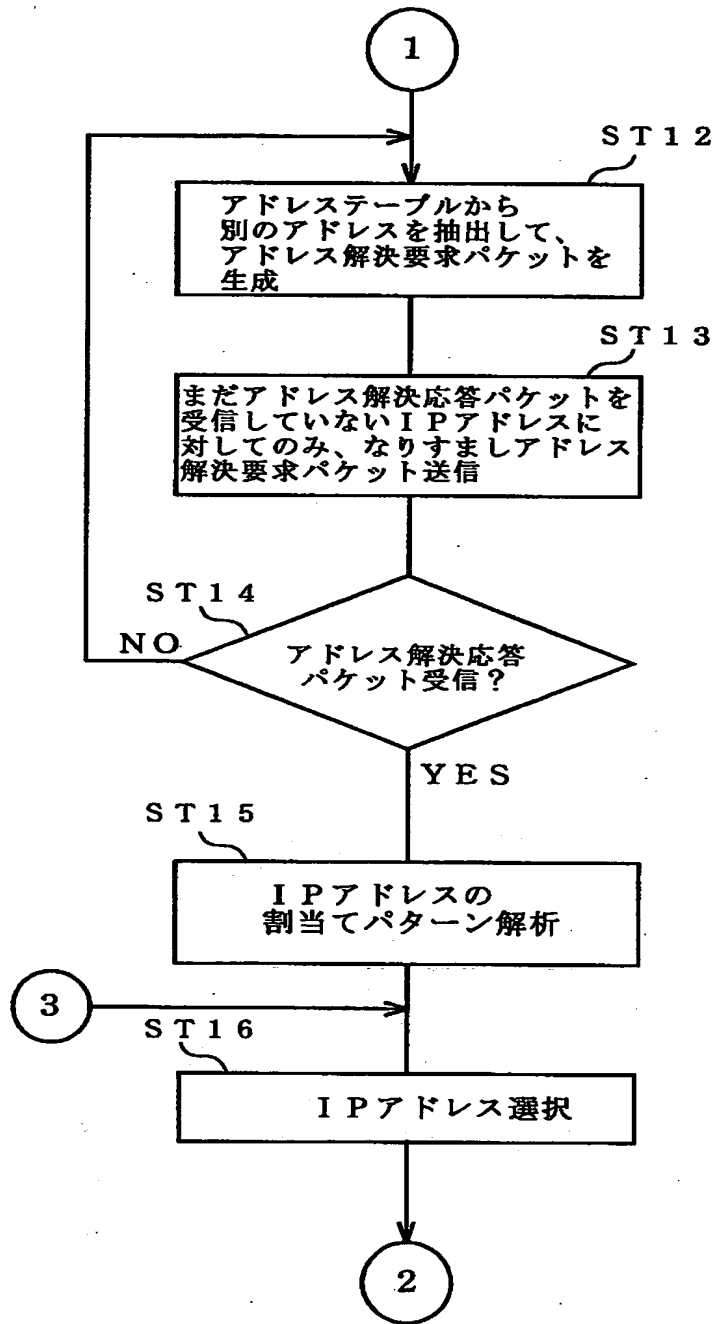 1
ST12
アドレステーブルから
別のアドレスを抽出して、
アドレス解決要求パケットを
生成
ST13
まだアドレス解決応答パケットを
受信していないIPアドレスに
対してのみ、なりすましアドレス
解決要求パケット送信
ST14
NO
アドレス解決応答
パケット受信?
YES
ST15
IPアドレスの
割当てパターン解析
3
ST16
IPアドレス選択
2